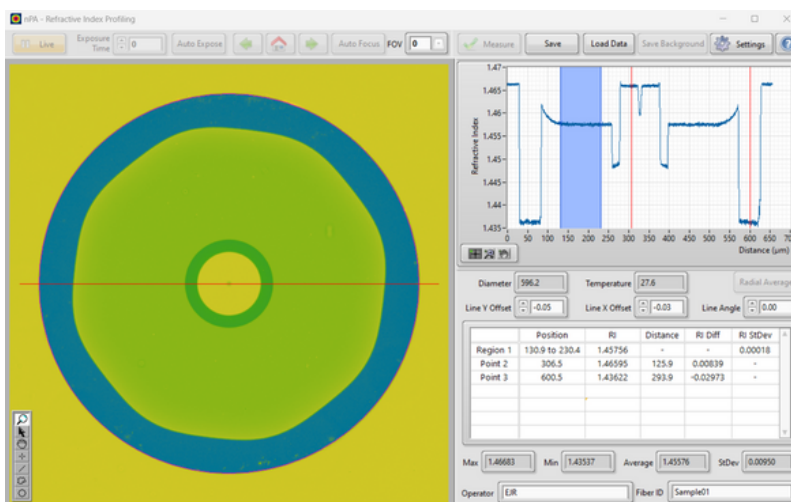 nPA - Refractive Index Profiling
Live Exposure Time 0 Auto Expose Auto Focus FOV 0 Measure Save Load Data Save Background Settings
1.47
1.465
1.46
1.455
1.45
1.445
1.44
1.435
Refractive Index
0 50 100 150 200 250 300 350 400 450 500 550 600 650 700
Distance (µm)
Diameter 596.2 Temperature 27.6 Radial Average
Line Y Offset -0.05 Line X Offset -0.03 Line Angle 0.00
Position RI Distance RI Diff RI StDev
Region 1 130.9 to 230.4 1.45756 - - 0.00018
Point 2 306.5 1.46595 125.9 0.00839 -
Point 3 600.5 1.43622 293.9 -0.02973 -
Max 1.46683 Min 1.43537 Average 1.45576 StDev 0.00950
Operator EJR Fiber ID Sample01